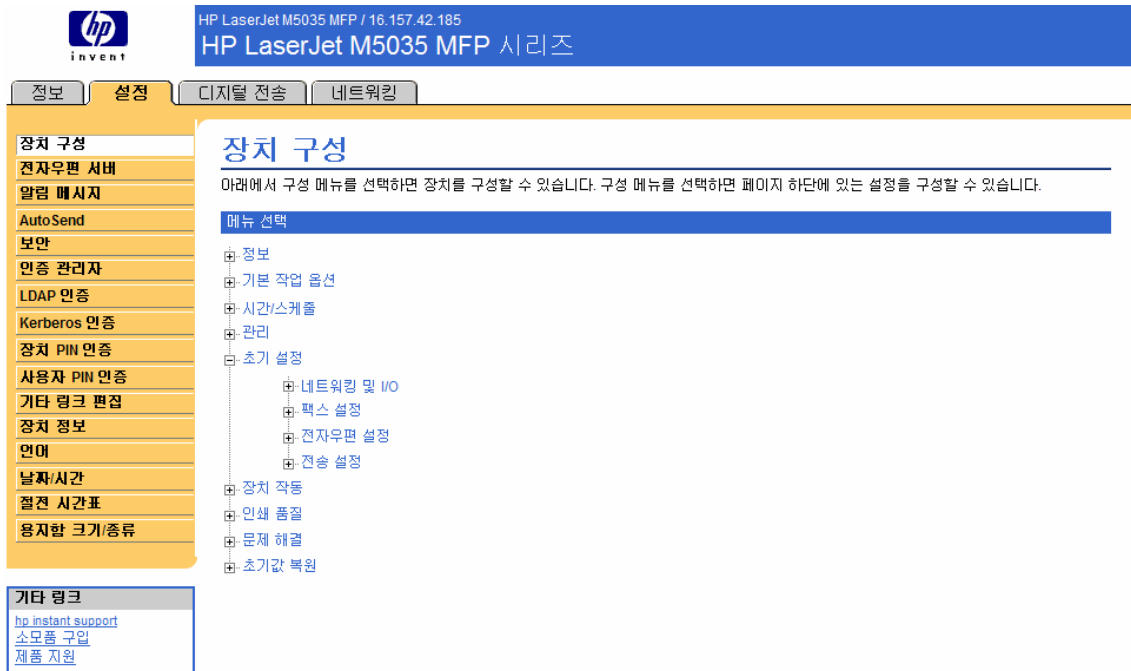 hp
invent
HP LaserJet M5035 MFP / 16.157.42.185
HP LaserJet M5035 MFP 시리즈
정보
설정
디지털 전송
네트워킹
장치 구성
전자우편 서버
알림 메시지
AutoSend
보안
인증 관리자
LDAP 인증
Kerberos 인증
장치 PIN 인증
사용자 PIN 인증
기타 링크 편집
장치 정보
언어
날짜/시간
절전 시간표
용지함 크기/종류
기타 링크
hp instant support
소모품 구입
제품 지원
장치 구성
아래에서 구성 메뉴를 선택하면 장치를 구성할 수 있습니다. 구성 메뉴를 선택하면 페이지 하단에 있는 설정을 구성할 수 있습니다.
메뉴 선택
정보
기본 작업 옵션
시간/스케줄
관리
초기 설정
네트워킹 및 I/O
팩스 설정
전자우편 설정
전송 설정
장치 작동
인쇄 품질
문제 해결
초기값 복원